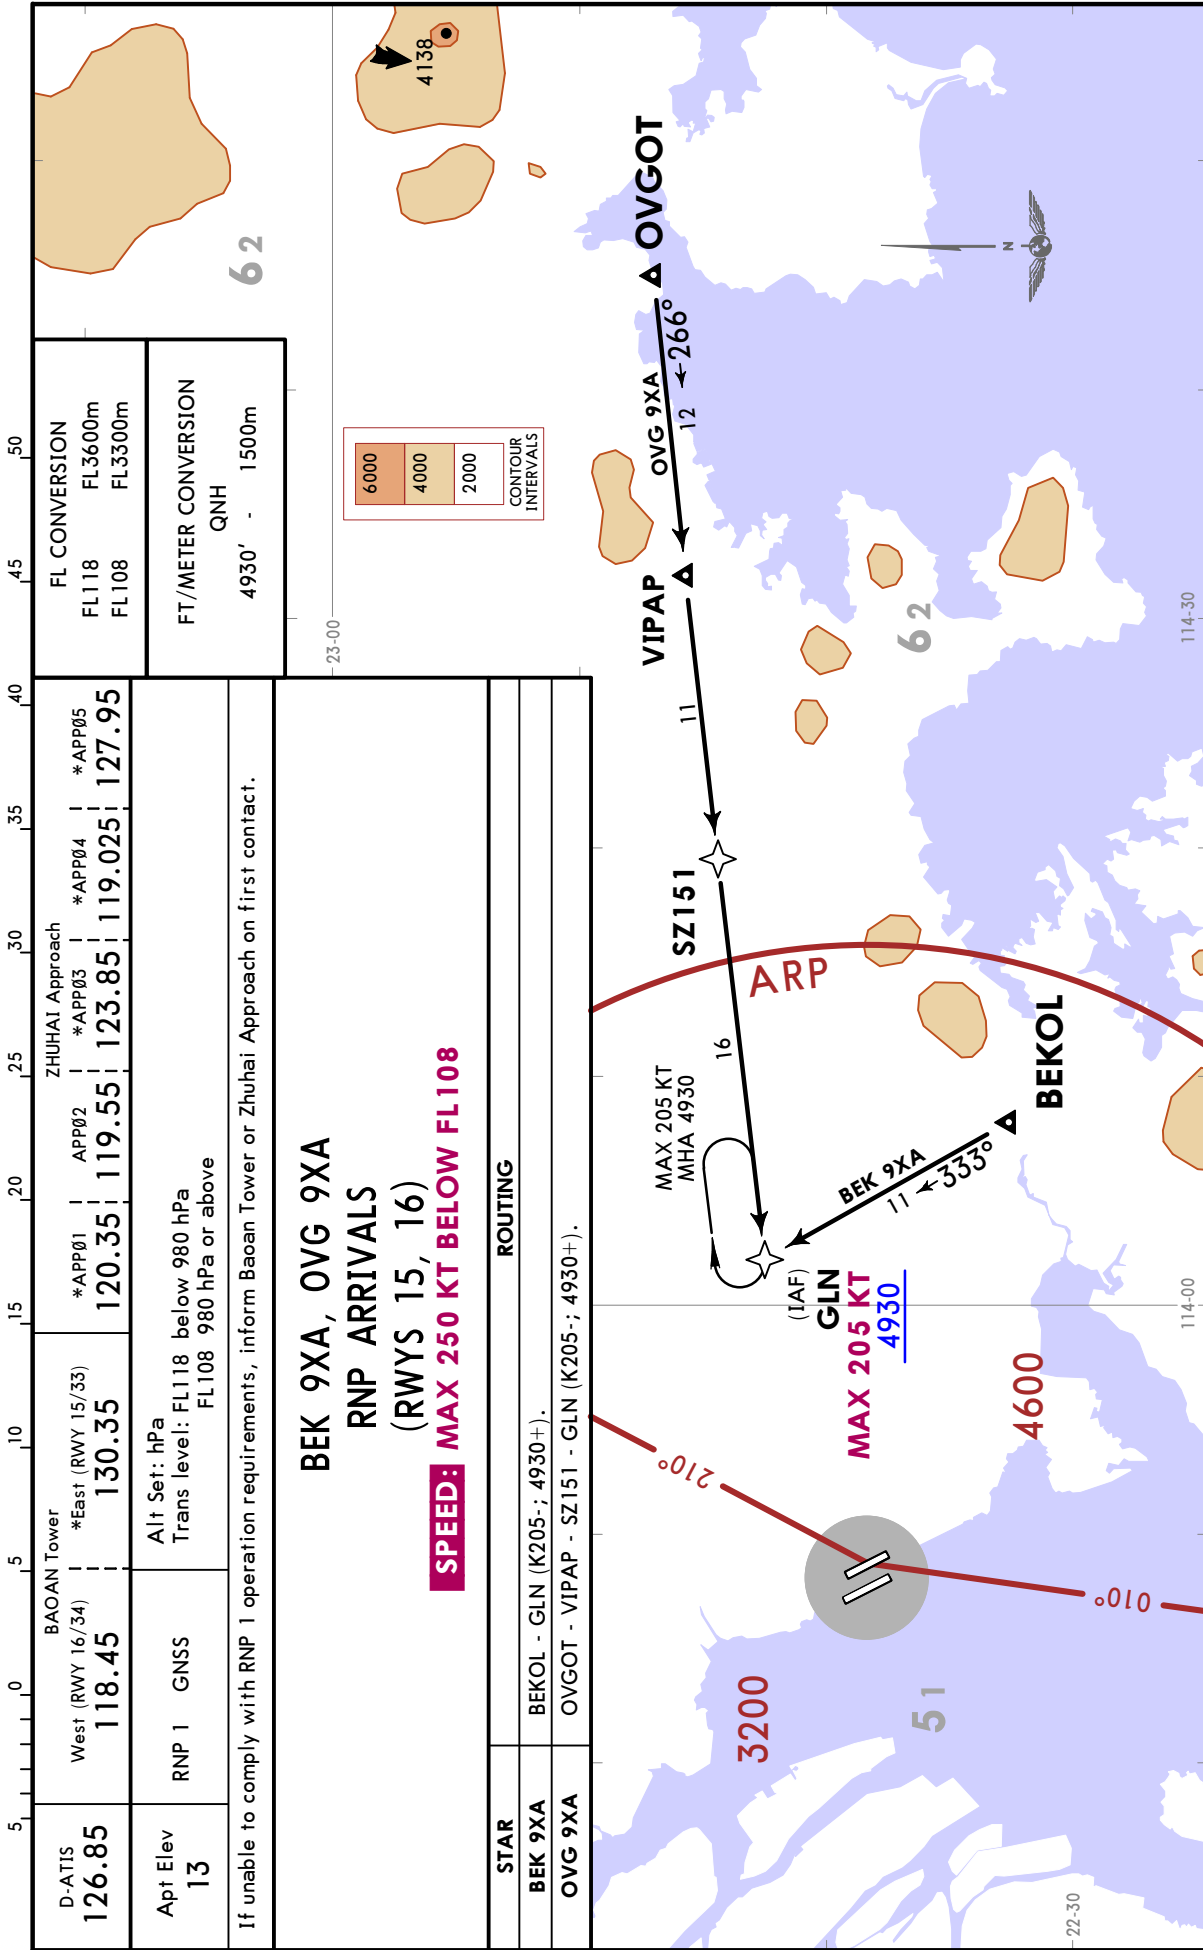 5 0 5 10 15 20 25 30 35 40 45 50
D-ATIS
126.85
BAOAN Tower
West (RWY 16/34)
118.45
*East (RWY 15/33)
130.35
ZHUHAI Approach
*APPØ1
120.35
APPØ2
119.55
*APPØ3
123.85
*APPØ4
119.025
*APPØ5
127.95
Apt Elev
13
RNP 1 GNSS
Alt Set: hPa
Trans level: FL118 below 980 hPa
FL108 980 hPa or above
If unable to comply with RNP 1 operation requirements, inform Baoan Tower or Zhuhai Approach on first contact.
FL CONVERSION
FL118 FL3600m
FL108 FL3300m
FT/METER CONVERSION
QNH
4930' - 1500m
BEK 9XA, OVG 9XA
RNP ARRIVALS
(RWYS 15, 16)
SPEED: MAX 250 KT BELOW FL108
STAR ROUTING
BEK 9XA BEKOL - GLN (K205-; 4930+).
OVG 9XA OVGOT - VIPAP - SZ151 - GLN (K205-; 4930+).
6000
4000
2000
CONTOUR
INTERVALS
23-00
62
4138
OVGOT
266°
OVG 9XA
12
VIPAP
11
SZ151
16
ARP
MAX 205 KT
MHA 4930
(IAF)
GLN
MAX 205 KT
4930
BEK 9XA
11
333°
BEKOL
62
210°
010°
3200
4600
51
N
22-30
114-00
114-30